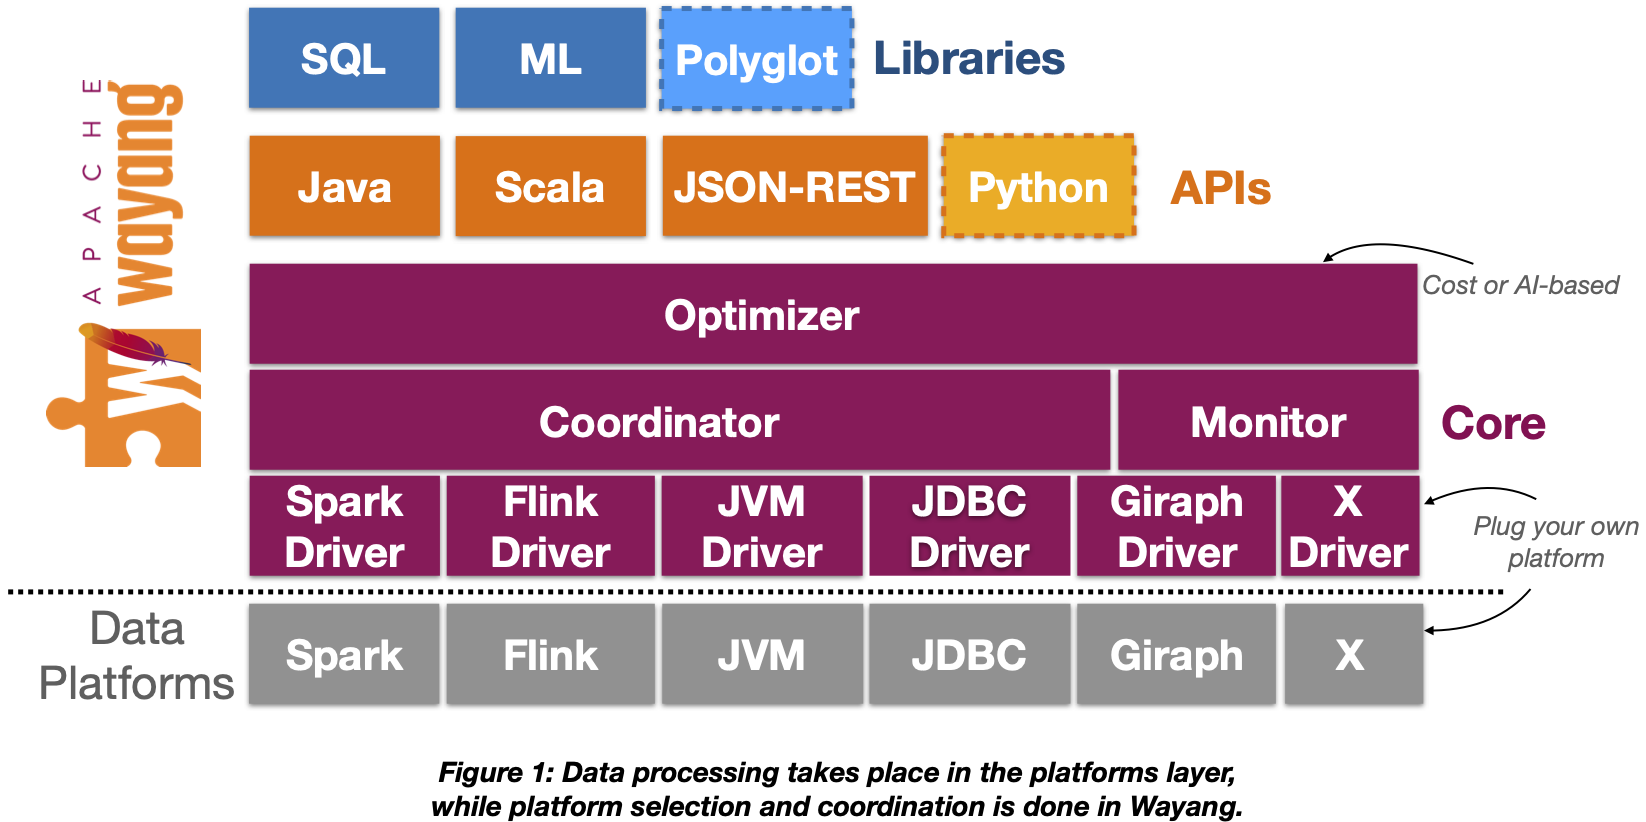 APACHE
wayang
W
SQL
ML
Polyglot
Libraries
Java
Scala
JSON-REST
Python
APIs
Cost or AI-based
Optimizer
Coordinator
Monitor
Core
Spark
Driver
Flink
Driver
JVM
Driver
JDBC
Driver
Giraph
Driver
X
Driver
Plug your own
platform
Data
Platforms
Spark
Flink
JVM
JDBC
Giraph
X
Figure 1: Data processing takes place in the platforms layer,
while platform selection and coordination is done in Wayang.